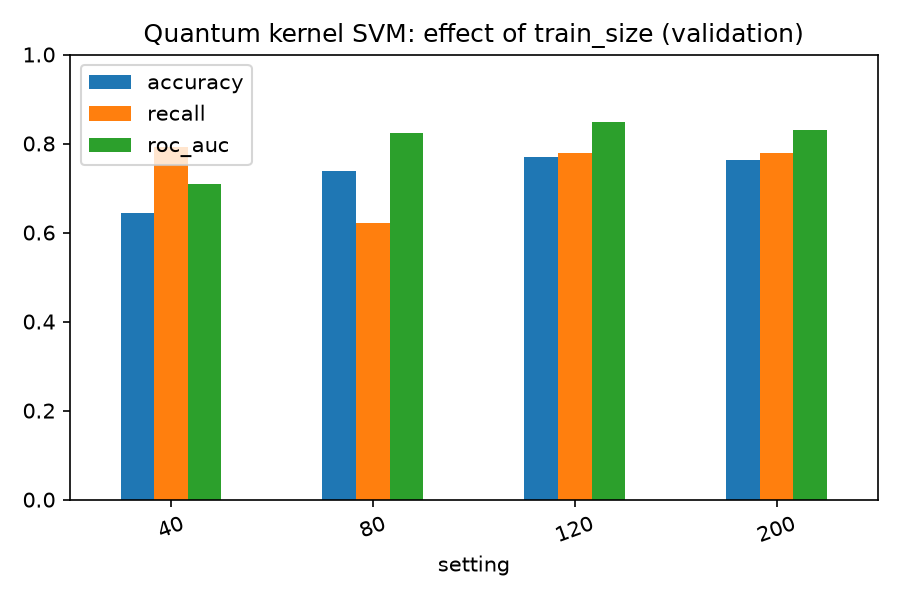 Quantum kernel SVM: effect of train_size (validation)
1.0
0.8
0.6
0.4
0.2
0.0
accuracy
recall
roc_auc
40
80
120
200
setting